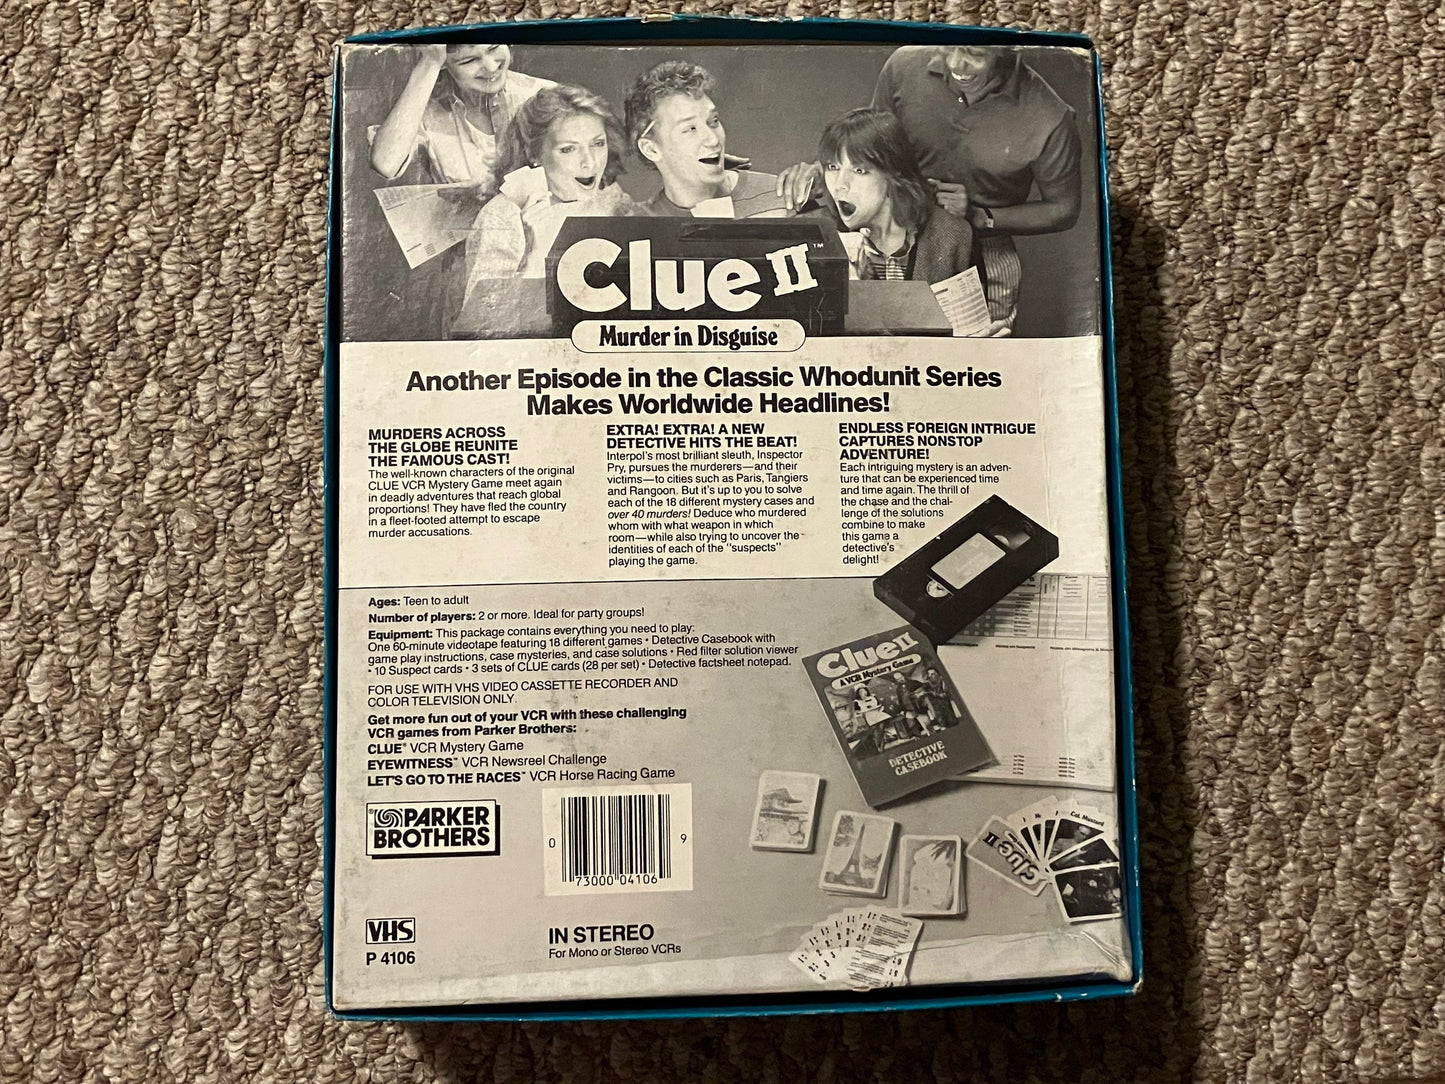 Clue II™
Murder in Disguise™
Another Episode in the Classic Whodunit Series
Makes Worldwide Headlines!
MURDERS ACROSS
THE GLOBE REUNITE
THE FAMOUS CAST!
The well-known characters of the original
CLUE VCR Mystery Game meet again
in deadly adventures that reach global
proportions! They have fled the country
in a fleet-footed attempt to escape
murder accusations.
EXTRA! EXTRA! A NEW
DETECTIVE HITS THE BEAT!
Interpol's most brilliant sleuth, Inspector
Pry, pursues the murderers—and their
victims—to cities such as Paris, Tangiers
and Rangoon. But it's up to you to solve
each of the 18 different mystery cases and
over 40 murders! Deduce who murdered
whom with what weapon in which
room—while also trying to uncover the
identities of each of the "suspects"
playing the game.
ENDLESS FOREIGN INTRIGUE
CAPTURES NONSTOP
ADVENTURE!
Each intriguing mystery is an adven-
ture that can be experienced time
and time again. The thrill of
the chase and the chal-
lenge of the solutions
combine to make
this game a
detective's
delight!
Ages: Teen to adult
Number of players: 2 or more. Ideal for party groups!
Equipment: This package contains everything you need to play:
One 60-minute videotape featuring 18 different games • Detective Casebook with
game play instructions, case mysteries, and case solutions • Red filter solution viewer
• 10 Suspect cards • 3 sets of CLUE cards (28 per set) • Detective factsheet notepad.
FOR USE WITH VHS VIDEO CASSETTE RECORDER AND
COLOR TELEVISION ONLY.
Get more fun out of your VCR with these challenging
VCR games from Parker Brothers:
CLUE® VCR Mystery Game
EYEWITNESS™ VCR Newsreel Challenge
LET'S GO TO THE RACES™ VCR Horse Racing Game
Clue II
A VCR Mystery Game
DETECTIVE
CASEBOOK
Col. Mustard
CLUE II
® PARKER
BROTHERS
0 73000 04106 9
VHS
P 4106
IN STEREO
For Mono or Stereo VCRs